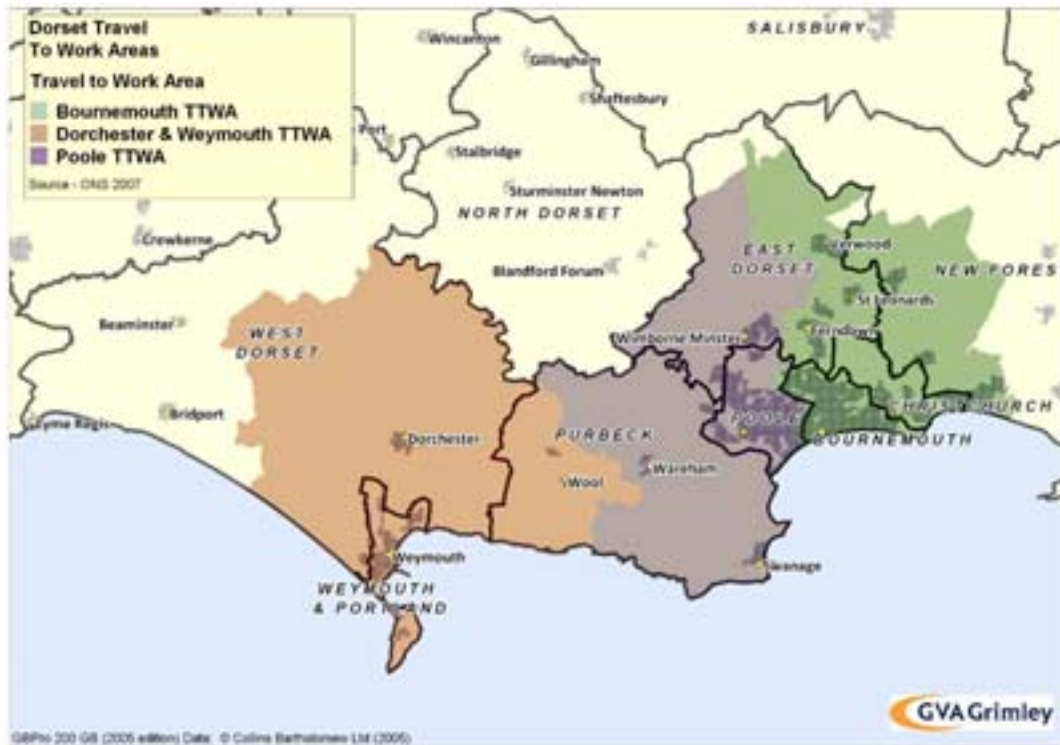 Dorset Travel
To Work Areas
Travel to Work Area
Bournemouth TTWA
Dorchester & Weymouth TTWA
Poole TTWA
Source - ONS 2007
SALISBURY
Wincanton
Gillingham
Shaftesbury
Port
Stalbridge
Sturminster Newton
NORTH DORSET
Crewkerne
Verwood
EAST
DORSET
NEW FORES
Blandford Forum
St Leonards
Beaminster
WEST
DORSET
Ferndown
Wimborne Minster
Bridport
Lyme Regis
CHRISTCHURCH
POOLE
BOURNEMOUTH
Dorchester
PURBECK
Wareham
Wool
Weymouth
Swanage
WEYMOUTH
& PORTLAND
GVA Grimley
GBPro 200 GB (2005 edition) Data: © Collins Bartholomew Ltd (2005)